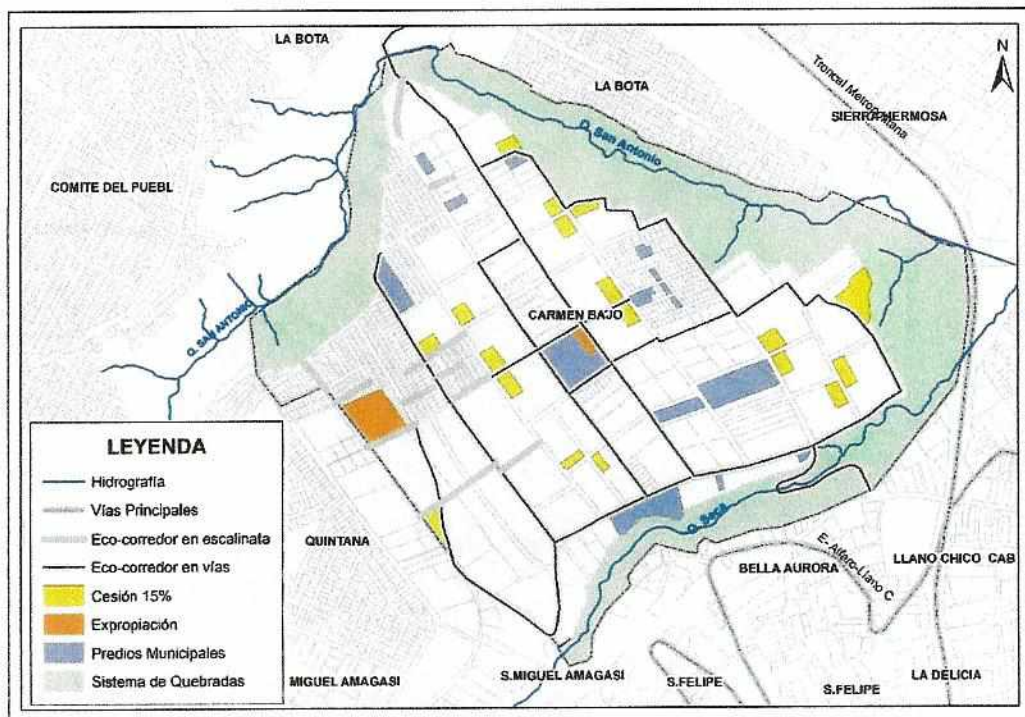 LA BOTA
N
LA BOTA
Troncal Metropolitana
SIERRA HERMOSA
Q. San Antonio
COMITE DEL PUEBL
Q. SAN ANTONIO
CARMEN BAJO
LEYENDA
Hidrografía
Vías Principales
Eco-corredor en escalinata
Eco-corredor en vías
Cesión 15%
Expropiación
Predios Municipales
Sistema de Quebradas
QUINTANA
Q. Seca
BELLA AURORA
E. Alfaro-Llano C
LLANO CHICO CAB
MIGUEL AMAGASI
S.MIGUEL AMAGASI
S.FELIPE
S.FELIPE
LA DELICIA